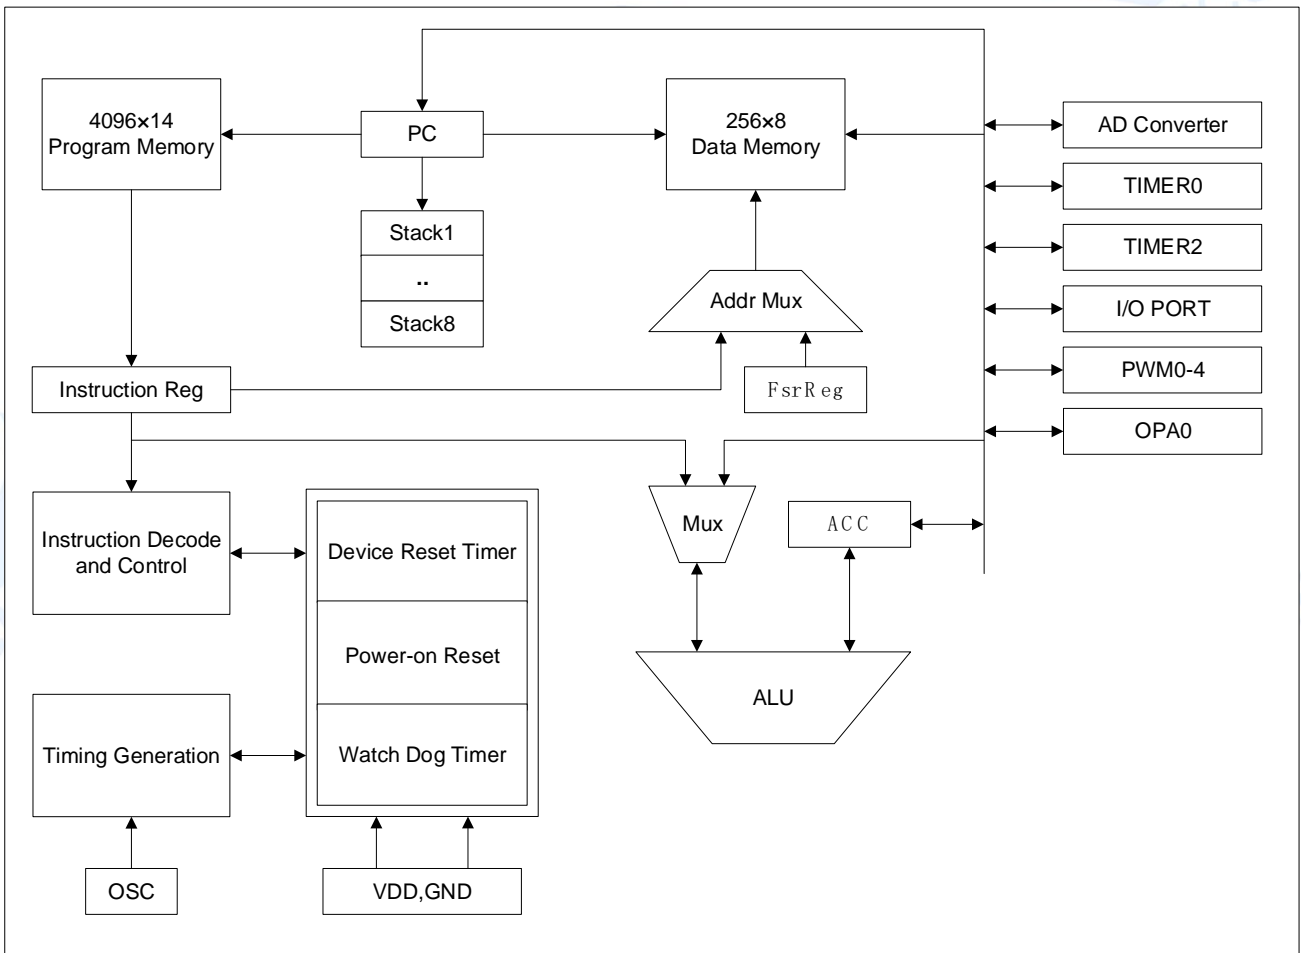 4096×14
Program Memory
PC
256×8
Data Memory
AD Converter
TIMER0
TIMER2
I/O PORT
PWM0-4
OPA0
Stack1
..
Stack8
Addr Mux
Instruction Reg
FsrReg
Instruction Decode
and Control
Device Reset Timer
Mux
ACC
Power-on Reset
ALU
Timing Generation
Watch Dog Timer
OSC
VDD,GND